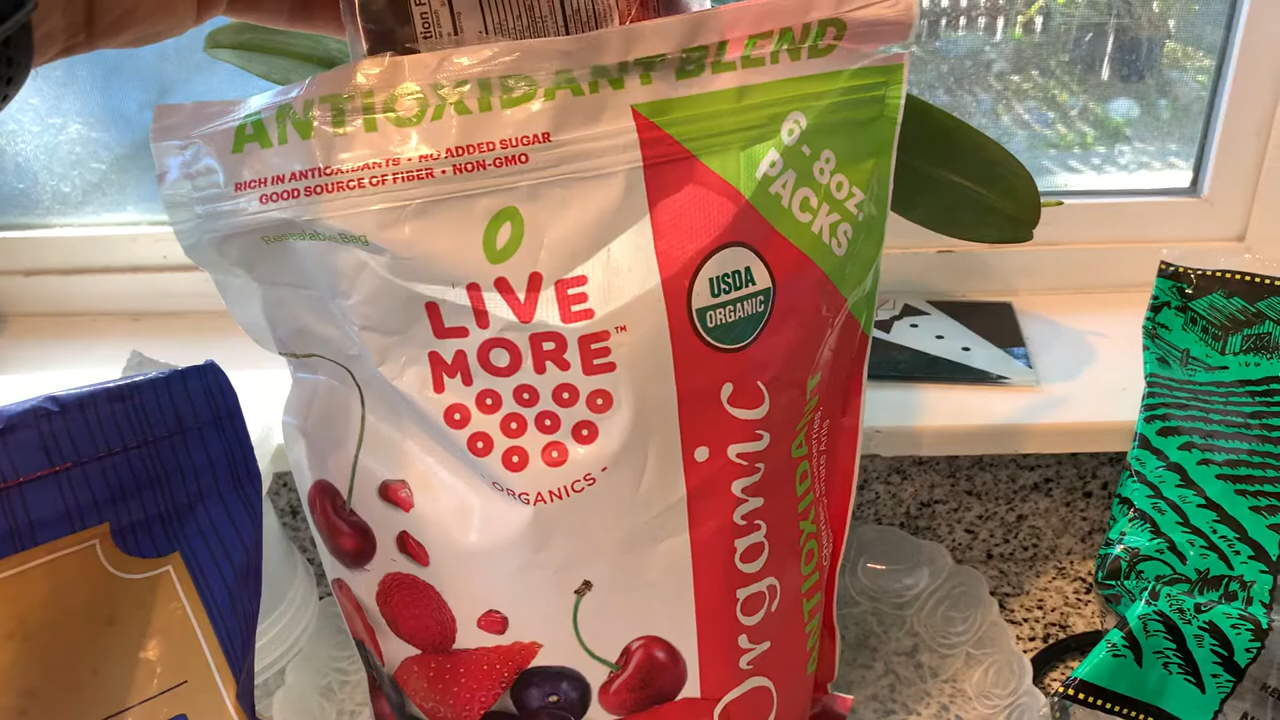 ANTIOXIDANT BLEND
RICH IN ANTIOXIDANTS • NO ADDED SUGAR
GOOD SOURCE OF FIBER • NON-GMO
Resealable Bag
6 - 8oz.
PACKS
LIVE
MORE™
- ORGANICS -
USDA
ORGANIC
Organic
ANTIOXIDANT